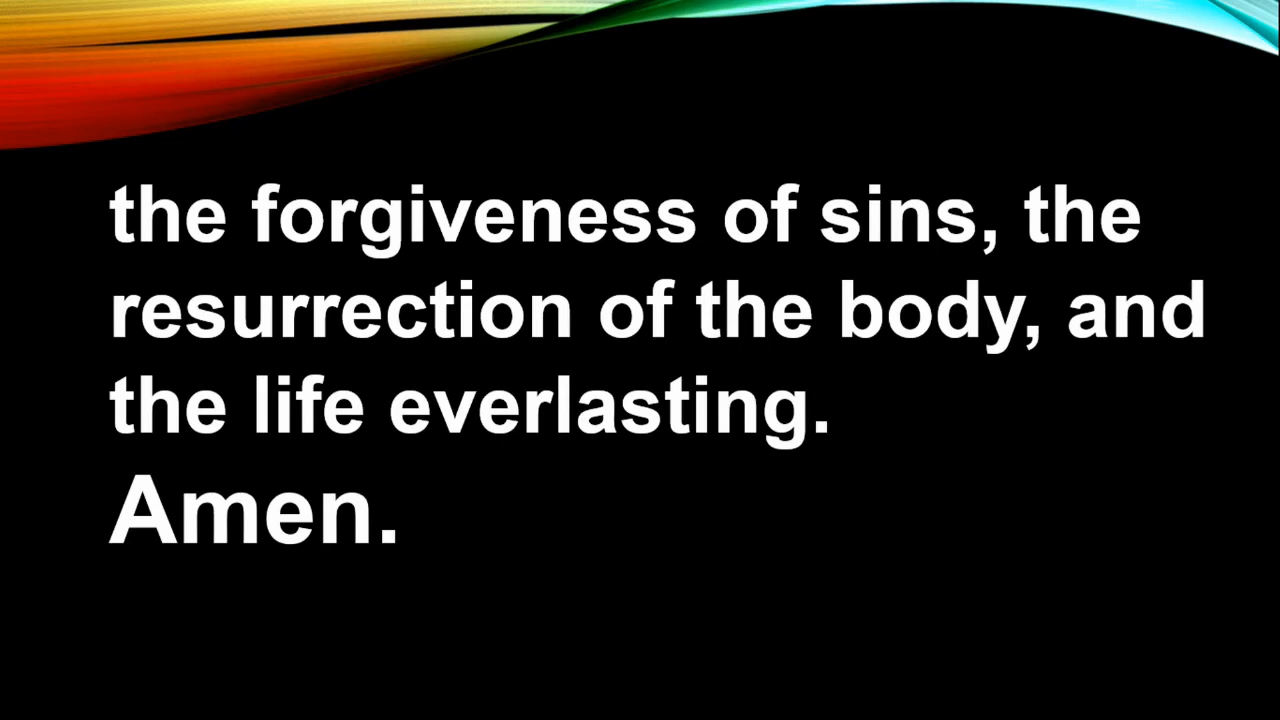 the forgiveness of sins, the
resurrection of the body, and
the life everlasting.
Amen.